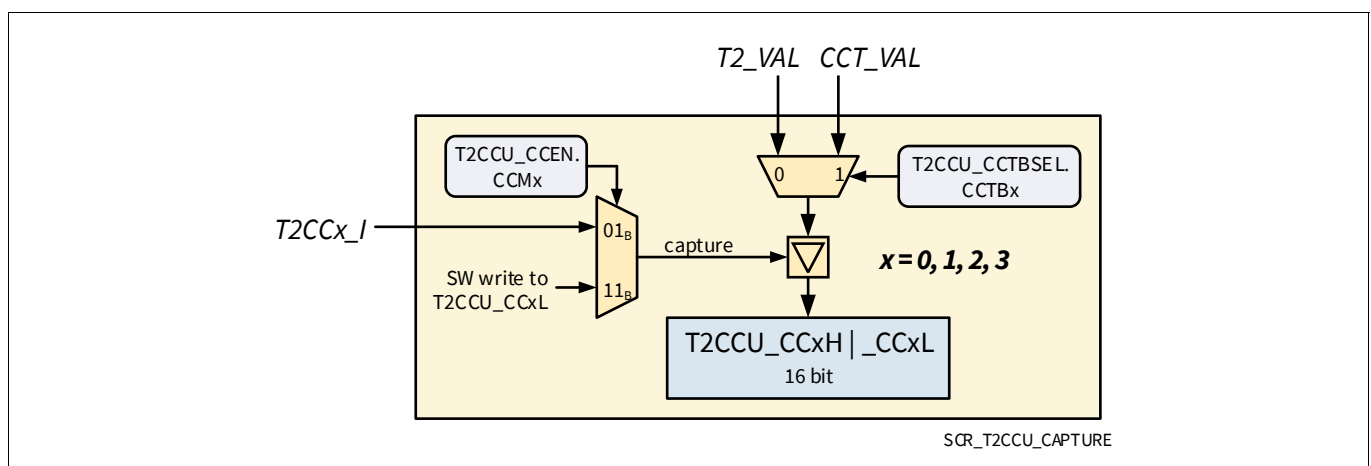 T2_VAL CCT_VAL
T2CCU_CCEN.
CCMx
T2CCU_CCTBSEL.
CCTBx
0 1
T2CCx_I
01B
capture
x = 0, 1, 2, 3
SW write to
T2CCU_CCxL
11B
T2CCU_CCxH | _CCxL
16 bit
SCR_T2CCU_CAPTURE